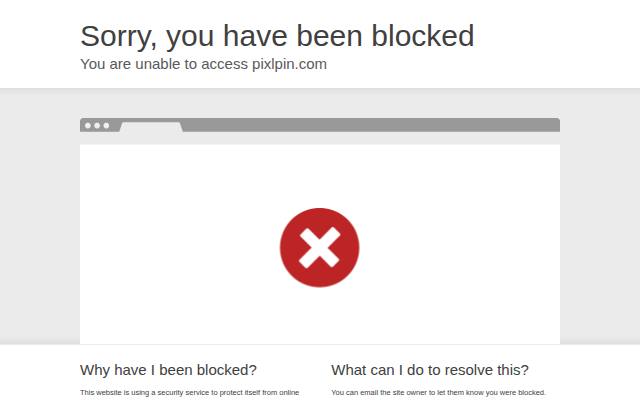 Sorry, you have been blocked
You are unable to access pixlpin.com
Why have I been blocked?
This website is using a security service to protect itself from online
What can I do to resolve this?
You can email the site owner to let them know you were blocked.